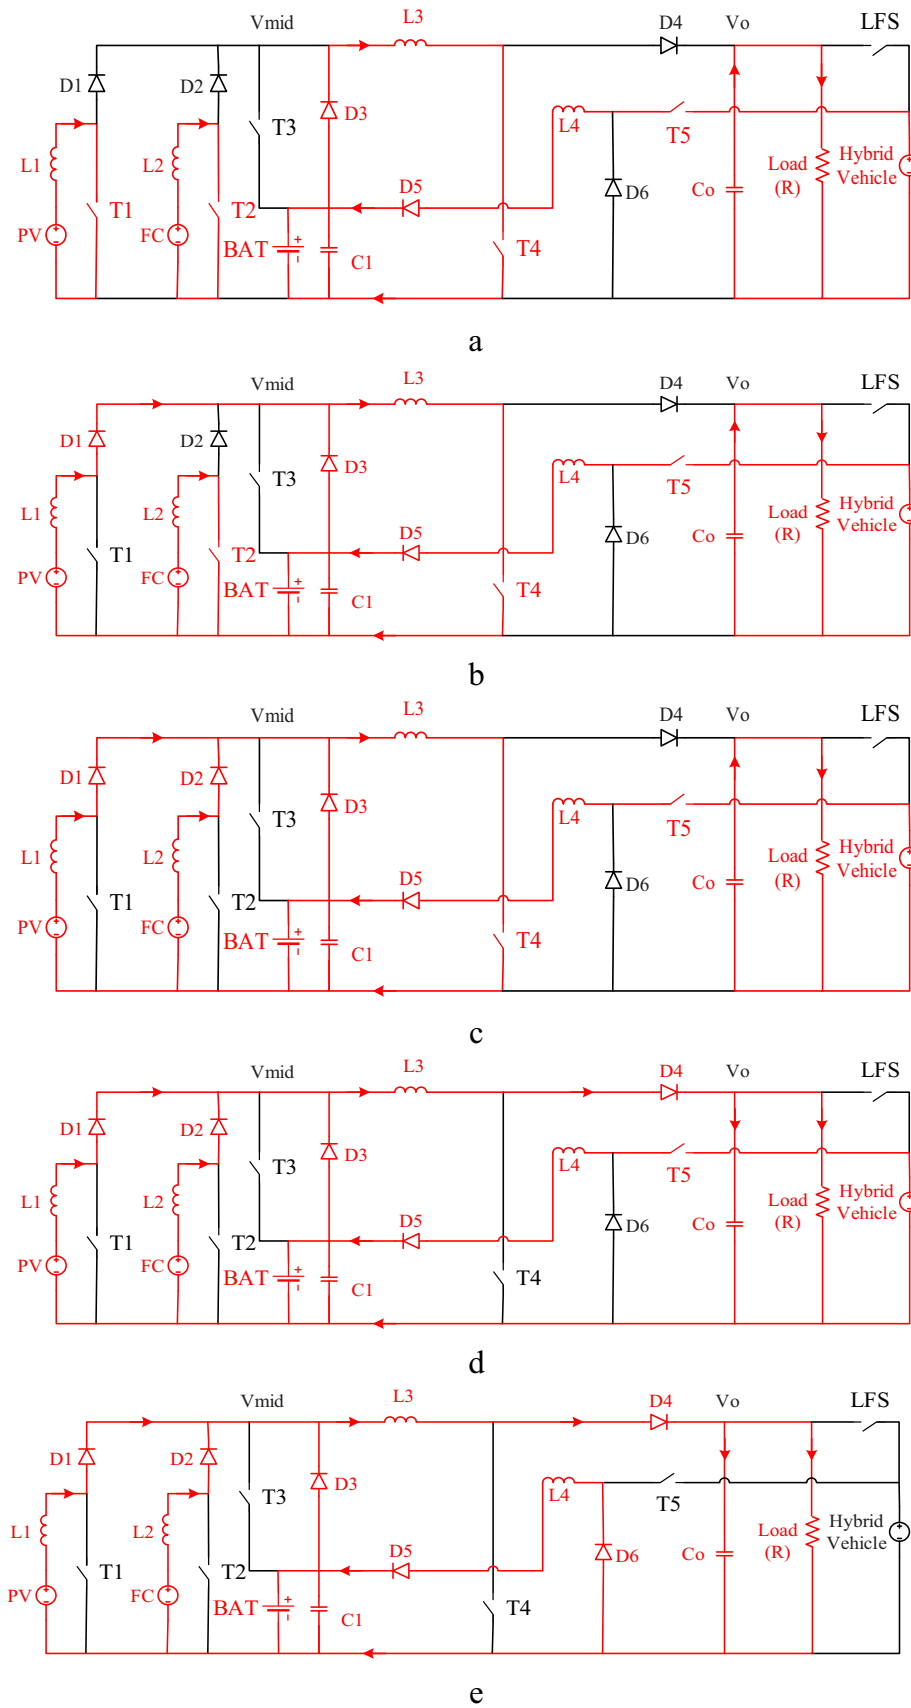 L3
Vmid D4 Vo LFS
D1 D2 D3
T3 L4 T5
L1 L2 Load Hybrid
(R) Vehicle
D5 D6 Co
T1 T2
PV FC BAT + - C1 T4
a
L3
Vmid D4 Vo LFS
D1 D2 D3
T3 L4 T5
L1 L2 Load Hybrid
(R) Vehicle
D5 D6 Co
T1 T2
PV FC BAT + - C1 T4
b
L3
Vmid D4 Vo LFS
D1 D2 D3
T3 L4 T5
L1 L2 Load Hybrid
(R) Vehicle
D5 D6 Co
T1 T2
PV FC BAT + - C1 T4
c
L3
Vmid D4 Vo LFS
D1 D2 D3
T3 L4 T5
L1 L2 Load Hybrid
(R) Vehicle
D5 D6 Co
T1 T2
PV FC BAT + - C1 T4
d
L3
Vmid D4 Vo LFS
D1 D2 D3
T3 L4 T5
L1 L2 Load Hybrid
(R) Vehicle
D5 D6 Co
T1 T2
PV FC BAT + - C1 T4
e